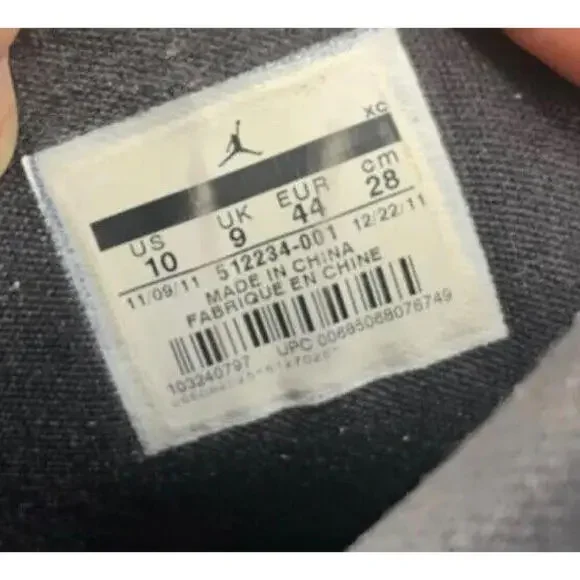 XC
US UK EUR cm
10 9 44 28
11/09/11 512234-001 12/22/11
MADE IN CHINA
FABRIQUE EN CHINE
103240797 UPC 00685068076749